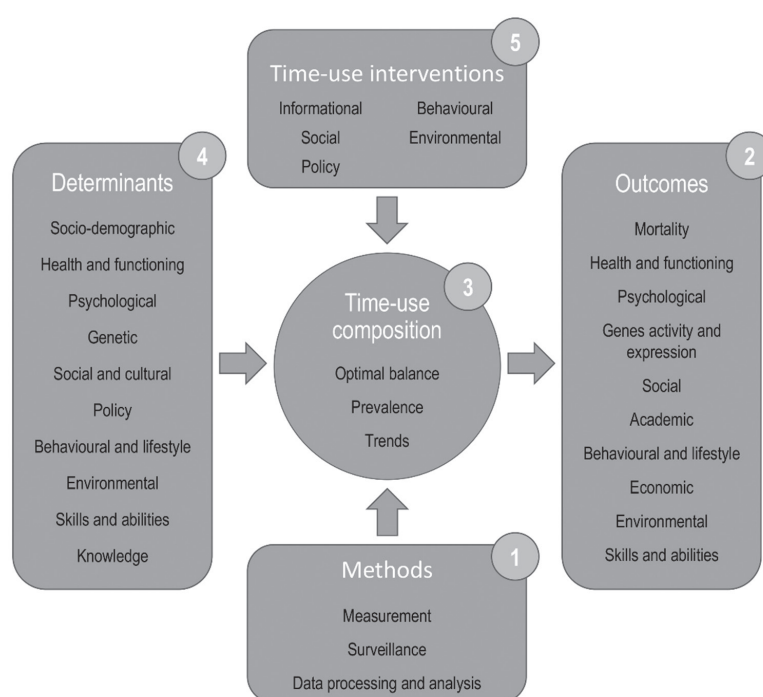 5
Time-use interventions
Informational Behavioural
Social Environmental
Policy
4
Determinants
Socio-demographic
Health and functioning
Psychological
Genetic
Social and cultural
Policy
Behavioural and lifestyle
Environmental
Skills and abilities
Knowledge
3
Time-use
composition
Optimal balance
Prevalence
Trends
2
Outcomes
Mortality
Health and functioning
Psychological
Genes activity and
expression
Social
Academic
Behavioural and lifestyle
Economic
Environmental
Skills and abilities
1
Methods
Measurement
Surveillance
Data processing and analysis